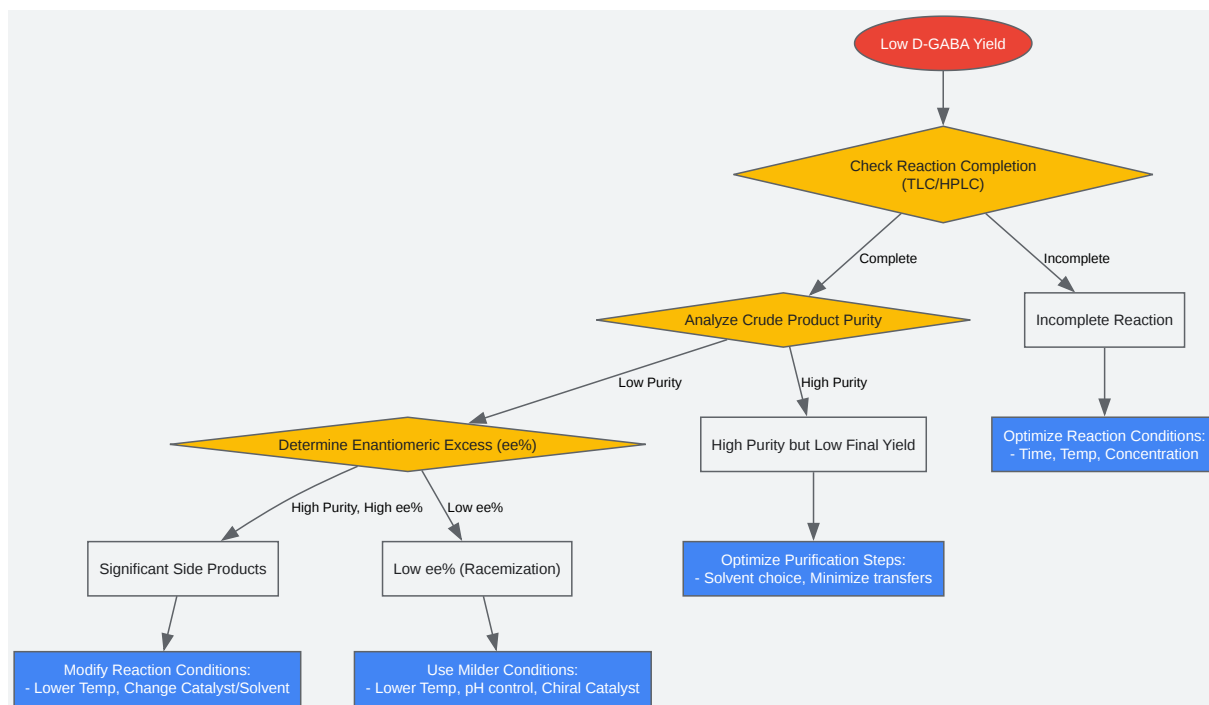 Low D-GABA Yield
Check Reaction Completion
(TLC/HPLC)
Complete
Incomplete
Analyze Crude Product Purity
Incomplete Reaction
Low Purity
High Purity
Determine Enantiomeric Excess (ee%)
High Purity but Low Final Yield
Optimize Reaction Conditions:
- Time, Temp, Concentration
High Purity, High ee%
Low ee%
Significant Side Products
Low ee% (Racemization)
Optimize Purification Steps:
- Solvent choice, Minimize transfers
Modify Reaction Conditions:
- Lower Temp, Change Catalyst/Solvent
Use Milder Conditions:
- Lower Temp, pH control, Chiral Catalyst